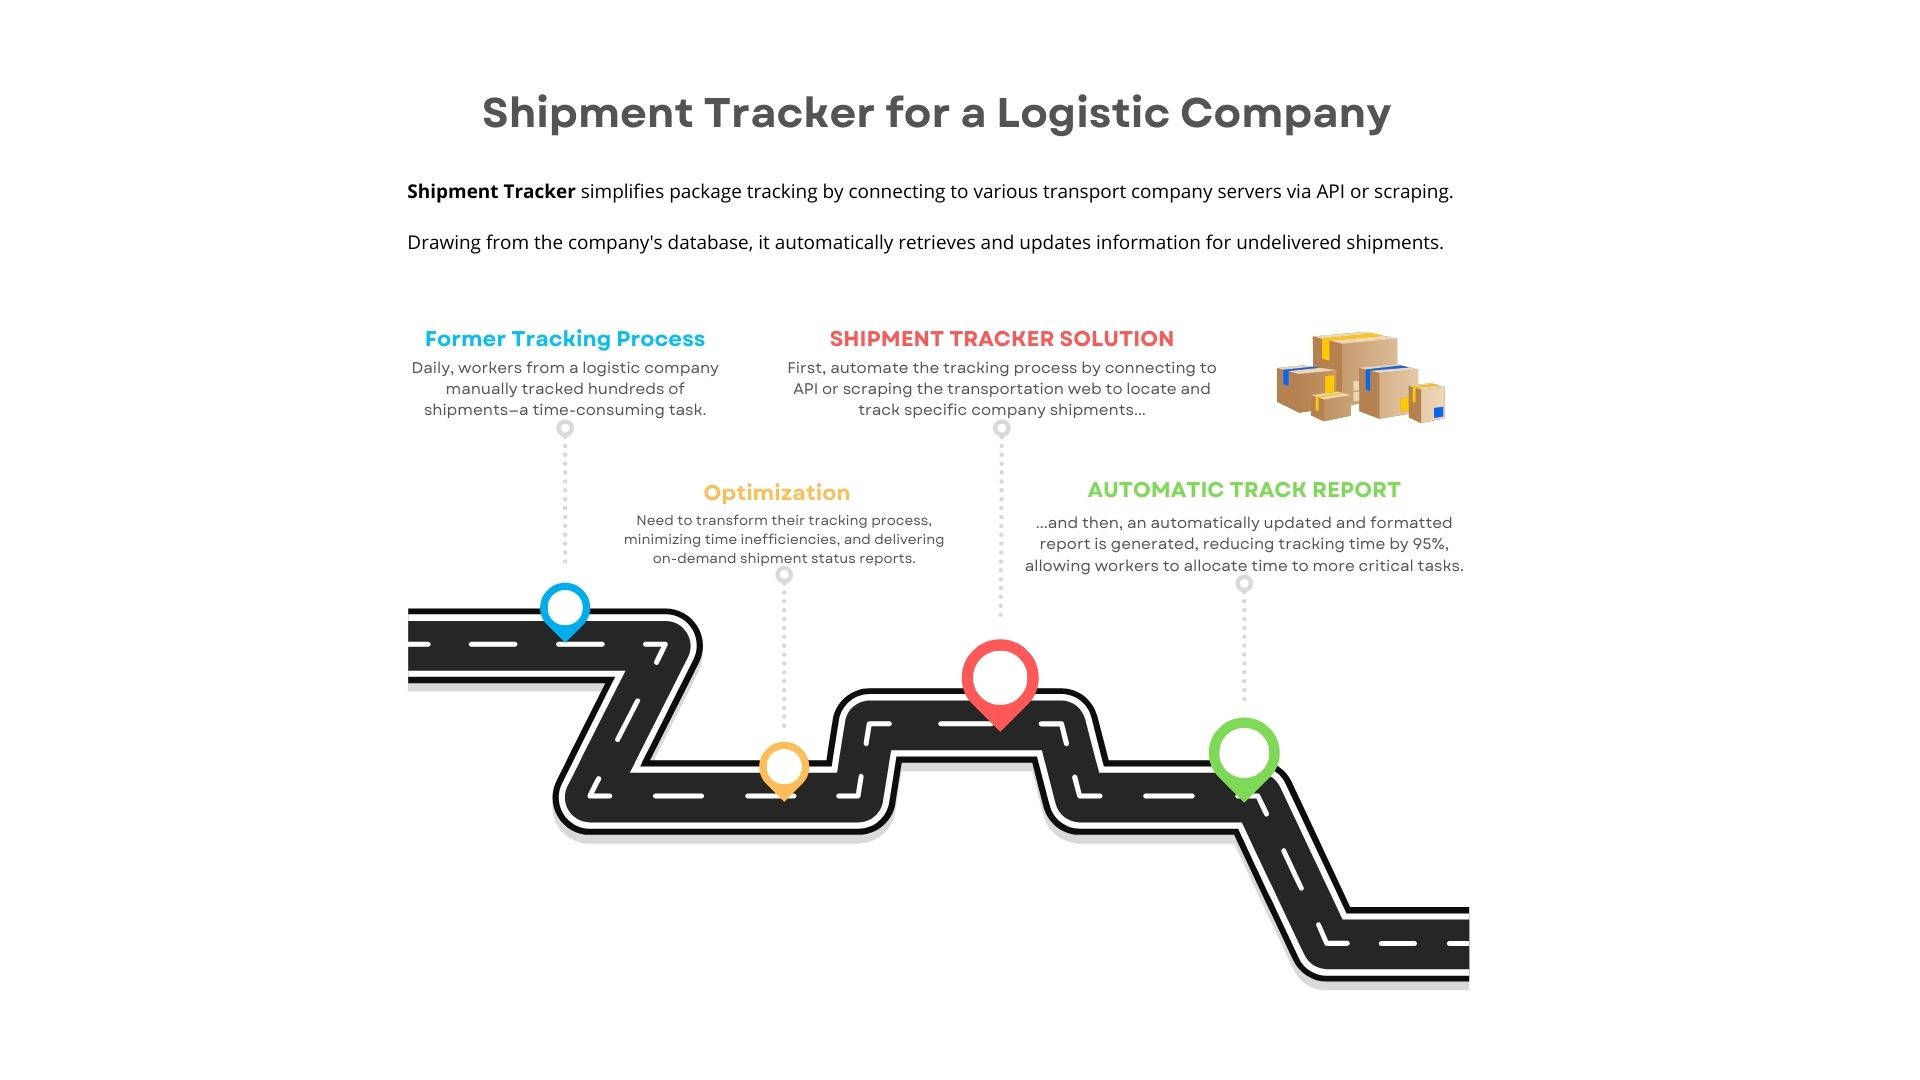 Shipment Tracker for a Logistic Company
Shipment Tracker simplifies package tracking by connecting to various transport company servers via API or scraping.
Drawing from the company's database, it automatically retrieves and updates information for undelivered shipments.
Former Tracking Process
Daily, workers from a logistic company
manually tracked hundreds of
shipments—a time-consuming task.
SHIPMENT TRACKER SOLUTION
First, automate the tracking process by connecting to
API or scraping the transportation web to locate and
track specific company shipments...
Optimization
Need to transform their tracking process,
minimizing time inefficiencies, and delivering
on-demand shipment status reports.
AUTOMATIC TRACK REPORT
...and then, an automatically updated and formatted
report is generated, reducing tracking time by 95%,
allowing workers to allocate time to more critical tasks.